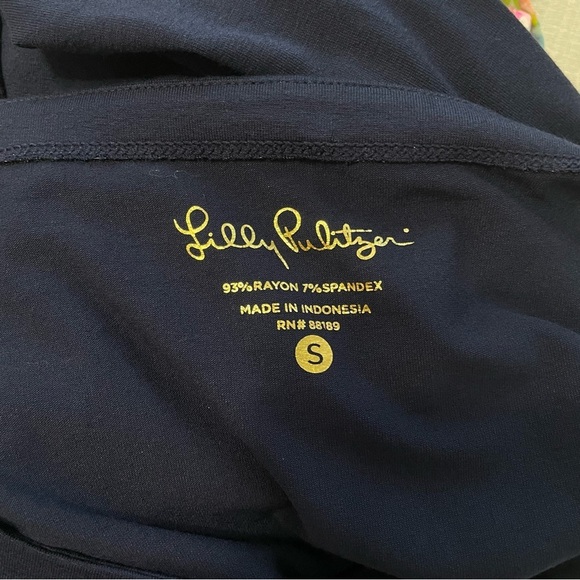 Lilly Pulitzer
93% RAYON 7% SPANDEX
MADE IN INDONESIA
RN# 88189
S